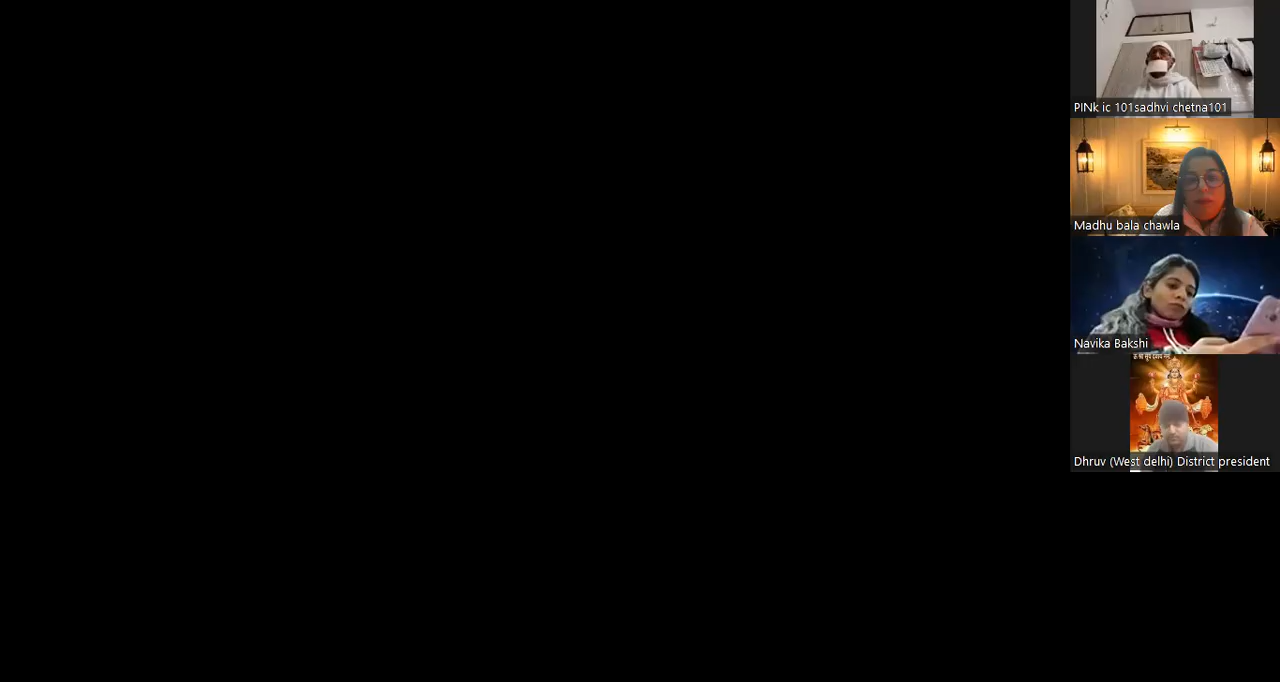 PINk ic 101sadhvi chetna101
Madhu bala chawla
Navika Bakshi
Dhruv (West delhi) District president